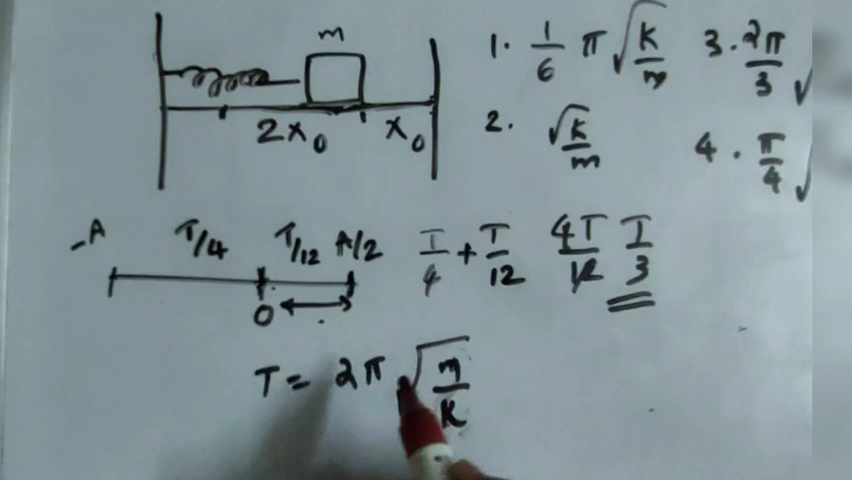 m
2x₀ x₀
1. 1/6 π √(K/m)
3. 2π/3 √
2. √(K/m)
4. π/4 √
-A T/4 T/12 A/2
0
T/4 + T/12 4T/12 T/3
T = 2π √(m/K)